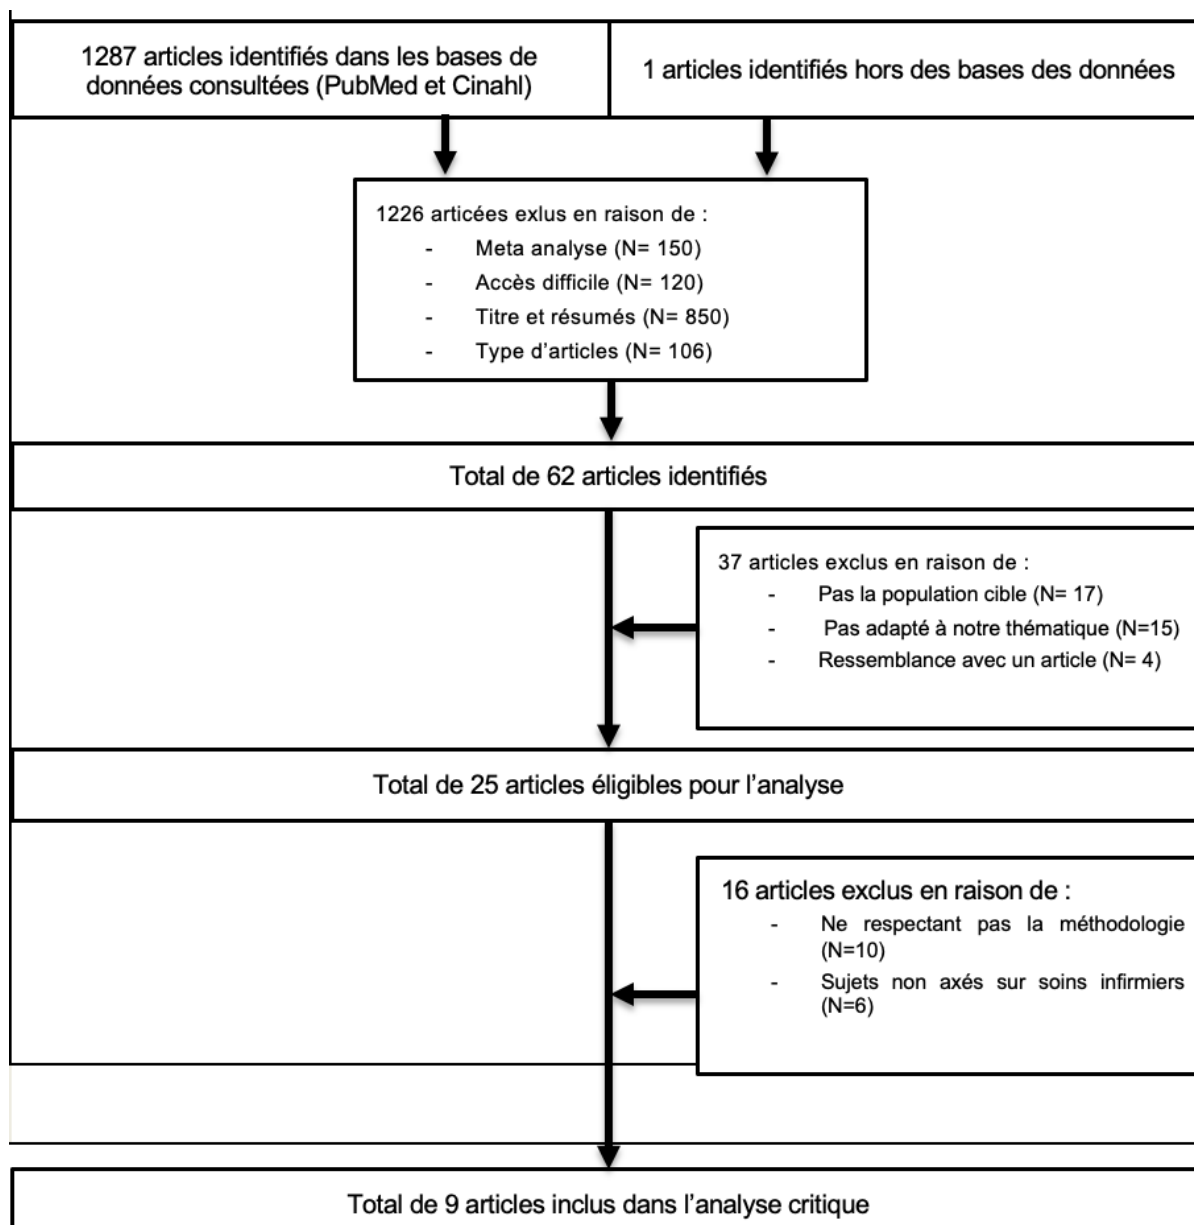 1287 articles identifiés dans les bases de
données consultées (PubMed et Cinahl)
1 articles identifiés hors des bases des données
1226 articées exlus en raison de :
- Meta analyse (N= 150)
- Accès difficile (N= 120)
- Titre et résumés (N= 850)
- Type d'articles (N= 106)
Total de 62 articles identifiés
37 articles exclus en raison de :
- Pas la population cible (N= 17)
- Pas adapté à notre thématique (N=15)
- Ressemblance avec un article (N= 4)
Total de 25 articles éligibles pour l'analyse
16 articles exclus en raison de :
- Ne respectant pas la méthodologie
(N=10)
- Sujets non axés sur soins infirmiers
(N=6)
Total de 9 articles inclus dans l'analyse critique